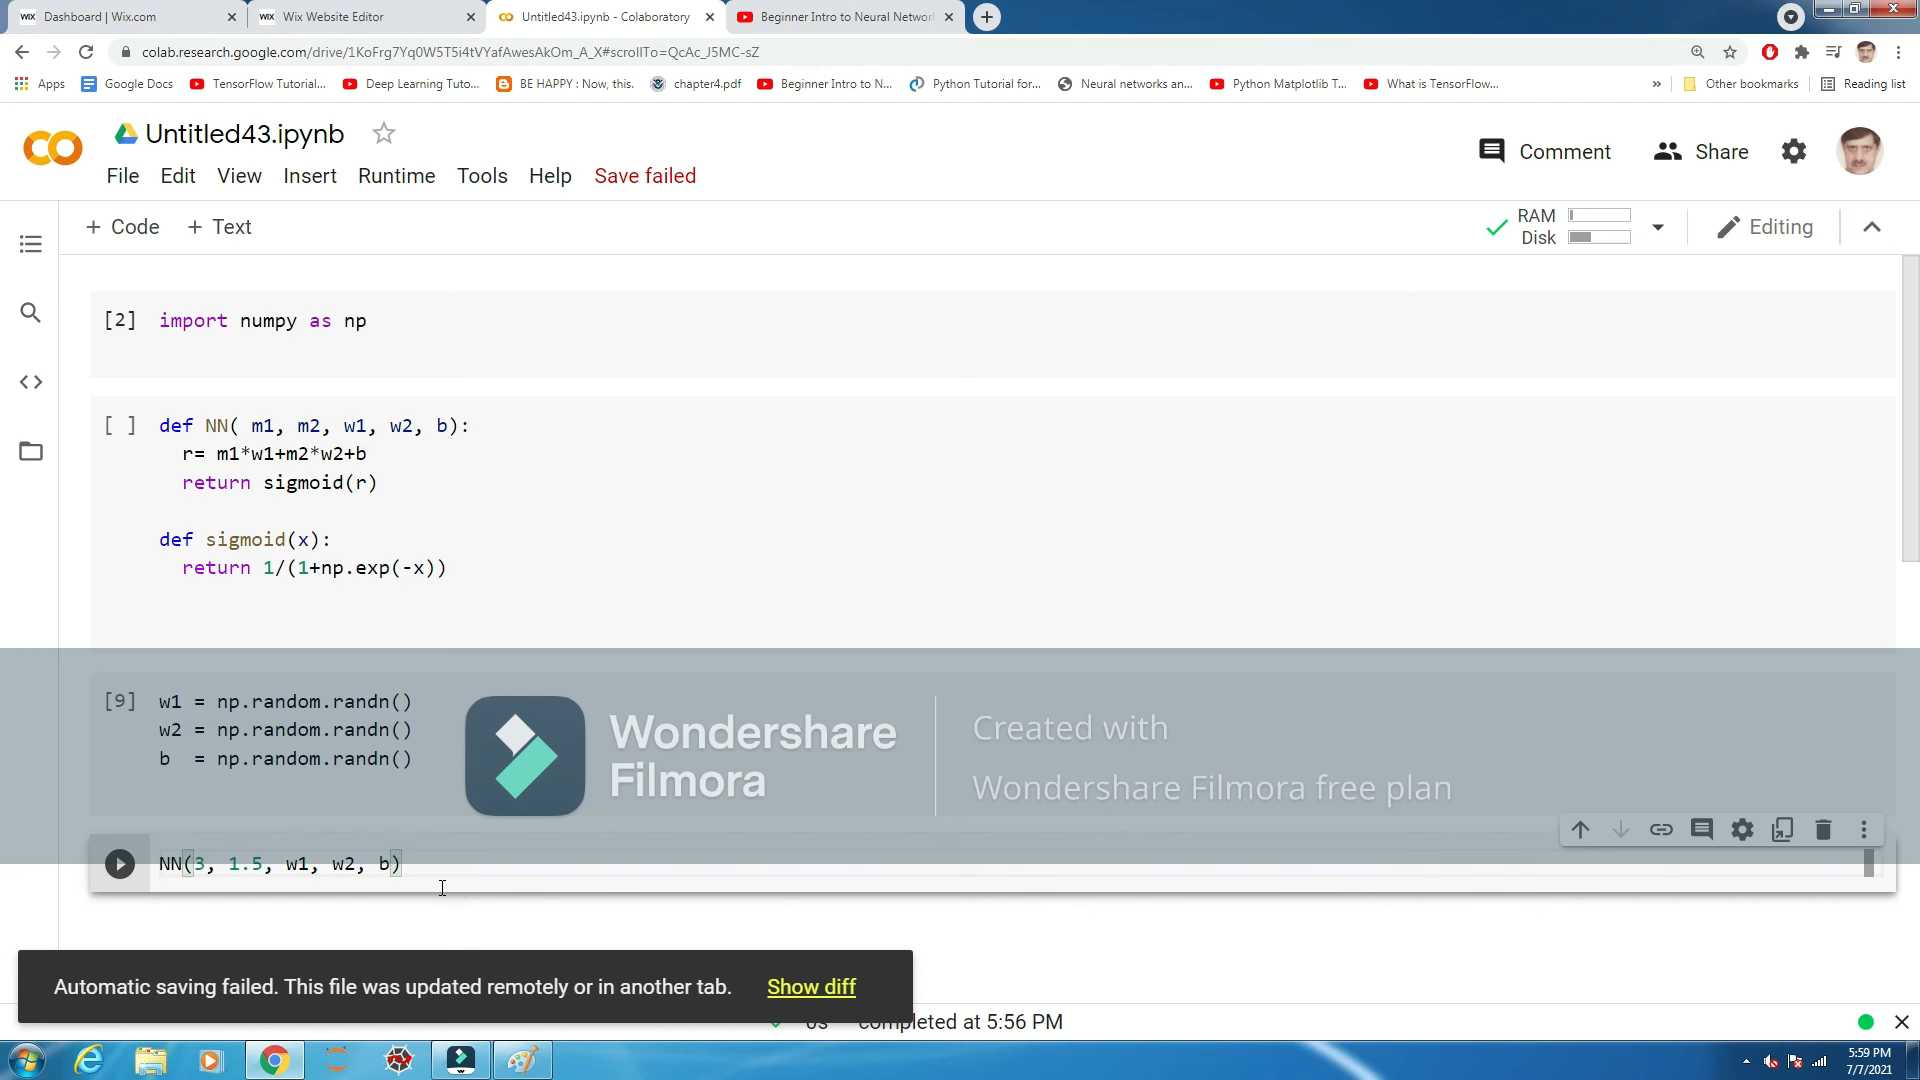 Dashboard | Wix.com
Wix Website Editor
Untitled43.ipynb - Colaboratory
Beginner Intro to Neural Networ
colab.research.google.com/drive/1KoFrg7Yq0W5T5i4tVYafAwesAkOm_A_X#scrollTo=QcAc_J5MC-sZ
Apps Google Docs TensorFlow Tutorial... Deep Learning Tuto... BE HAPPY : Now, this. chapter4.pdf Beginner Intro to N... Python Tutorial for... Neural networks an... Python Matplotlib T... What is TensorFlow... » Other bookmarks Reading list
Untitled43.ipynb
Comment Share
File Edit View Insert Runtime Tools Help Save failed
+ Code + Text
RAM
Disk
Editing
[2] import numpy as np
[ ] def NN( m1, m2, w1, w2, b):
r= m1*w1+m2*w2+b
return sigmoid(r)
def sigmoid(x):
return 1/(1+np.exp(-x))
[9] w1 = np.random.randn()
w2 = np.random.randn()
b = np.random.randn()
Wondershare
Filmora
Created with
Wondershare Filmora free plan
NN(3, 1.5, w1, w2, b)
Automatic saving failed. This file was updated remotely or in another tab. Show diff
completed at 5:56 PM
5:59 PM
7/7/2021